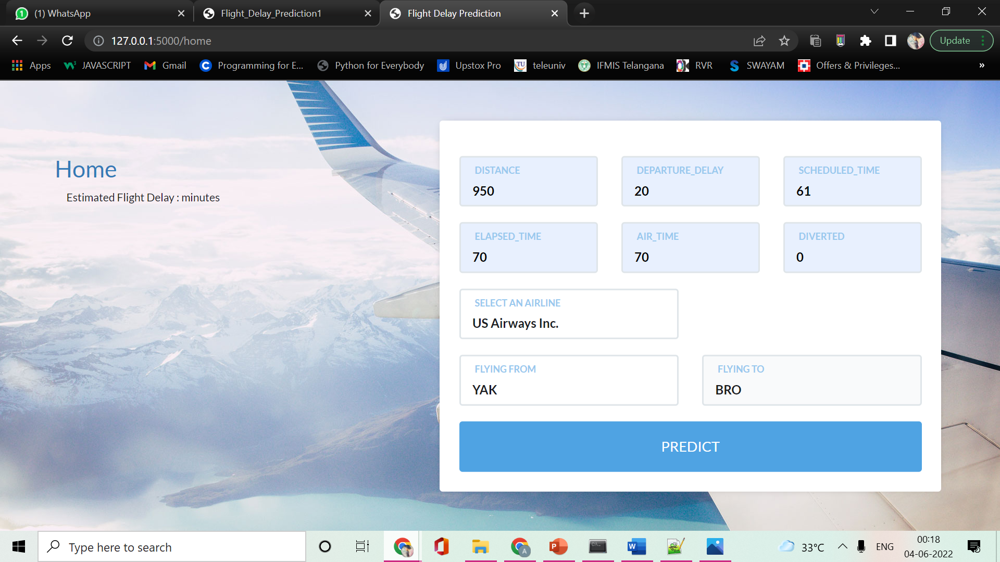 (1) WhatsApp
Flight_Delay_Prediction1
Flight Delay Prediction
127.0.0.1:5000/home
Update
Apps
JAVASCRIPT
Gmail
Programming for E...
Python for Everybody
Upstox Pro
TU
teleuniv
IFMIS Telangana
RVR
SWAYAM
Offers & Privileges...
»
Home
Estimated Flight Delay : minutes
DISTANCE
950
DEPARTURE_DELAY
20
SCHEDULED_TIME
61
ELAPSED_TIME
70
AIR_TIME
70
DIVERTED
0
SELECT AN AIRLINE
US Airways Inc.
FLYING FROM
YAK
FLYING TO
BRO
PREDICT
Type here to search
33°C
ENG
00:18
04-06-2022